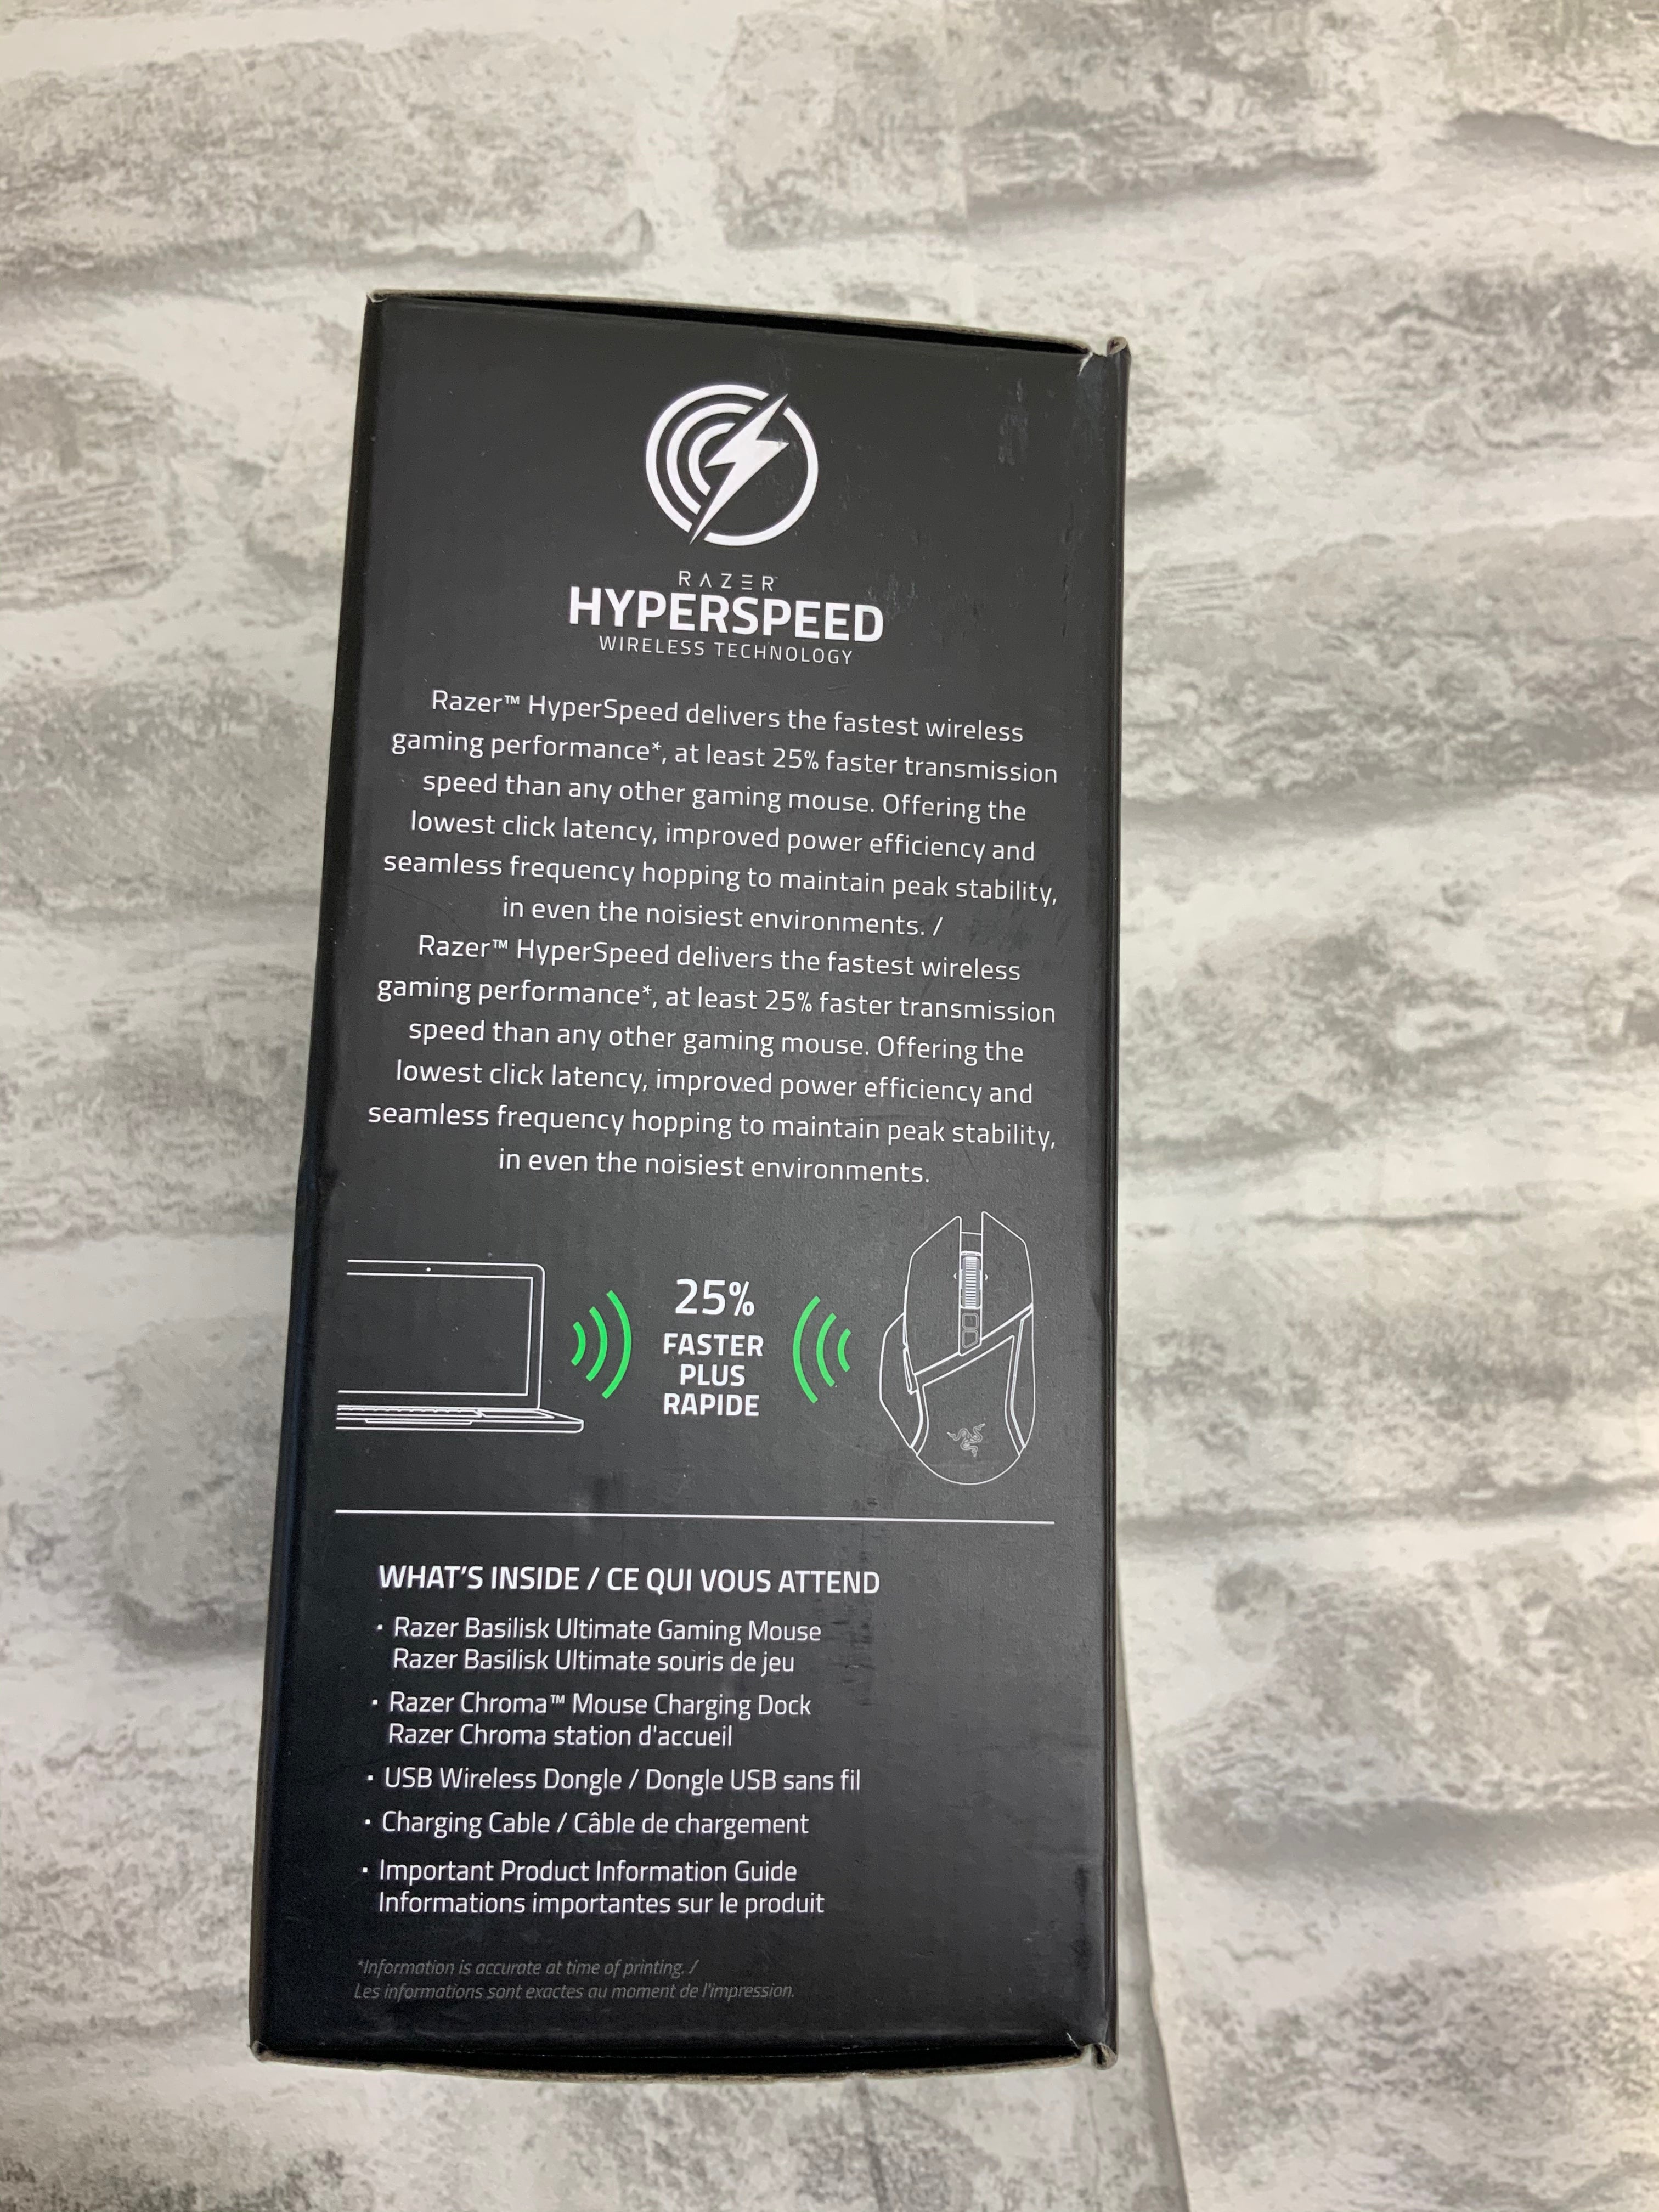 RAZER
HYPERSPEED
WIRELESS TECHNOLOGY
Razer™ HyperSpeed delivers the fastest wireless
gaming performance*, at least 25% faster transmission
speed than any other gaming mouse. Offering the
lowest click latency, improved power efficiency and
seamless frequency hopping to maintain peak stability,
in even the noisiest environments. /
Razer™ HyperSpeed delivers the fastest wireless
gaming performance*, at least 25% faster transmission
speed than any other gaming mouse. Offering the
lowest click latency, improved power efficiency and
seamless frequency hopping to maintain peak stability,
in even the noisiest environments.
25%
FASTER
PLUS
RAPIDE
WHAT'S INSIDE / CE QUI VOUS ATTEND
· Razer Basilisk Ultimate Gaming Mouse
Razer Basilisk Ultimate souris de jeu
· Razer Chroma™ Mouse Charging Dock
Razer Chroma station d'accueil
· USB Wireless Dongle / Dongle USB sans fil
· Charging Cable / Câble de chargement
· Important Product Information Guide
Informations importantes sur le produit
*Information is accurate at time of printing. /
Les informations sont exactes au moment de l'impression.